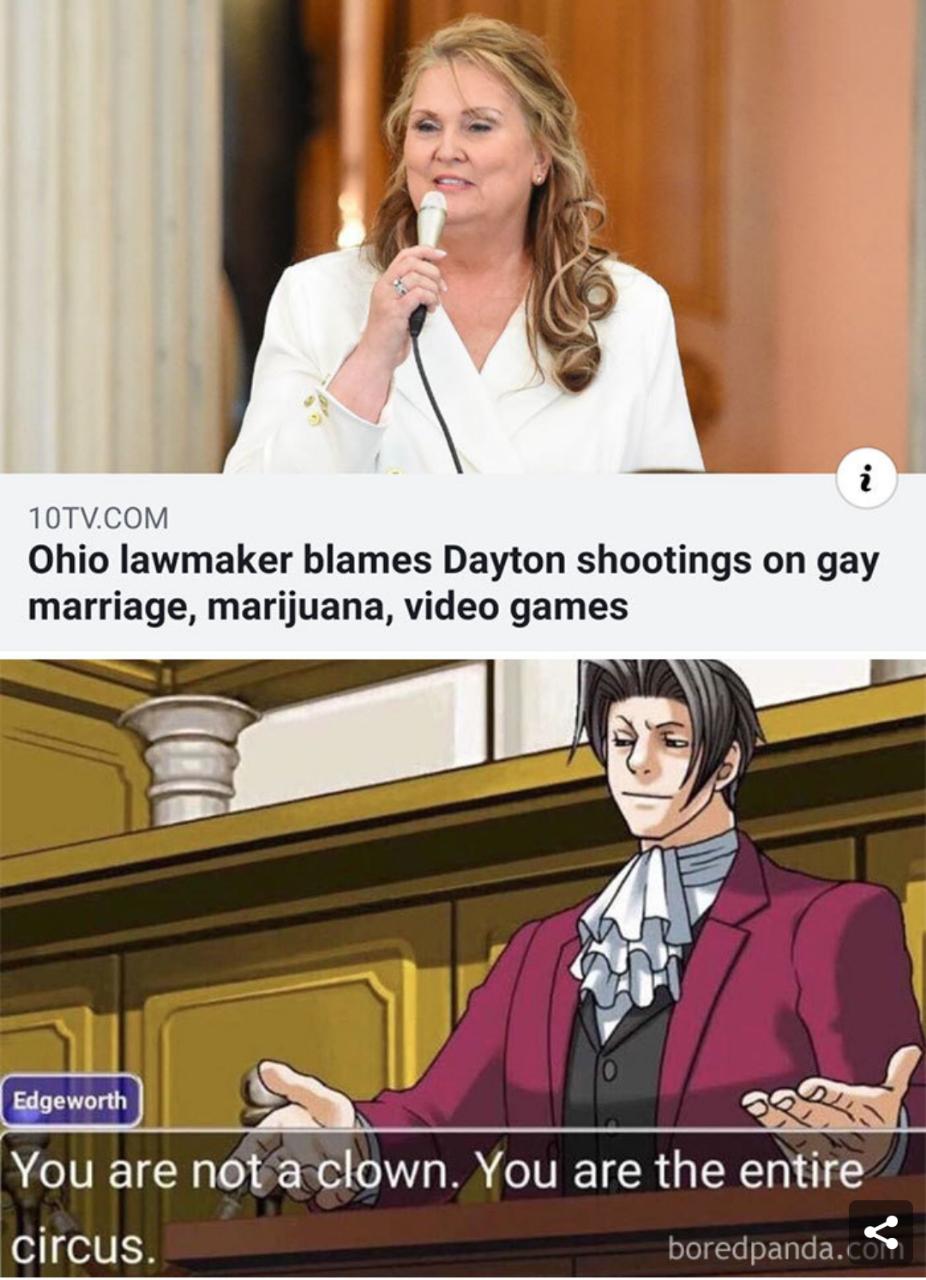 10TV.COM
Ohio lawmaker blames Dayton shootings on gay
marriage, marijuana, video games
Edgeworth
You are not a clown. You are the entire
circus.
boredpanda.com